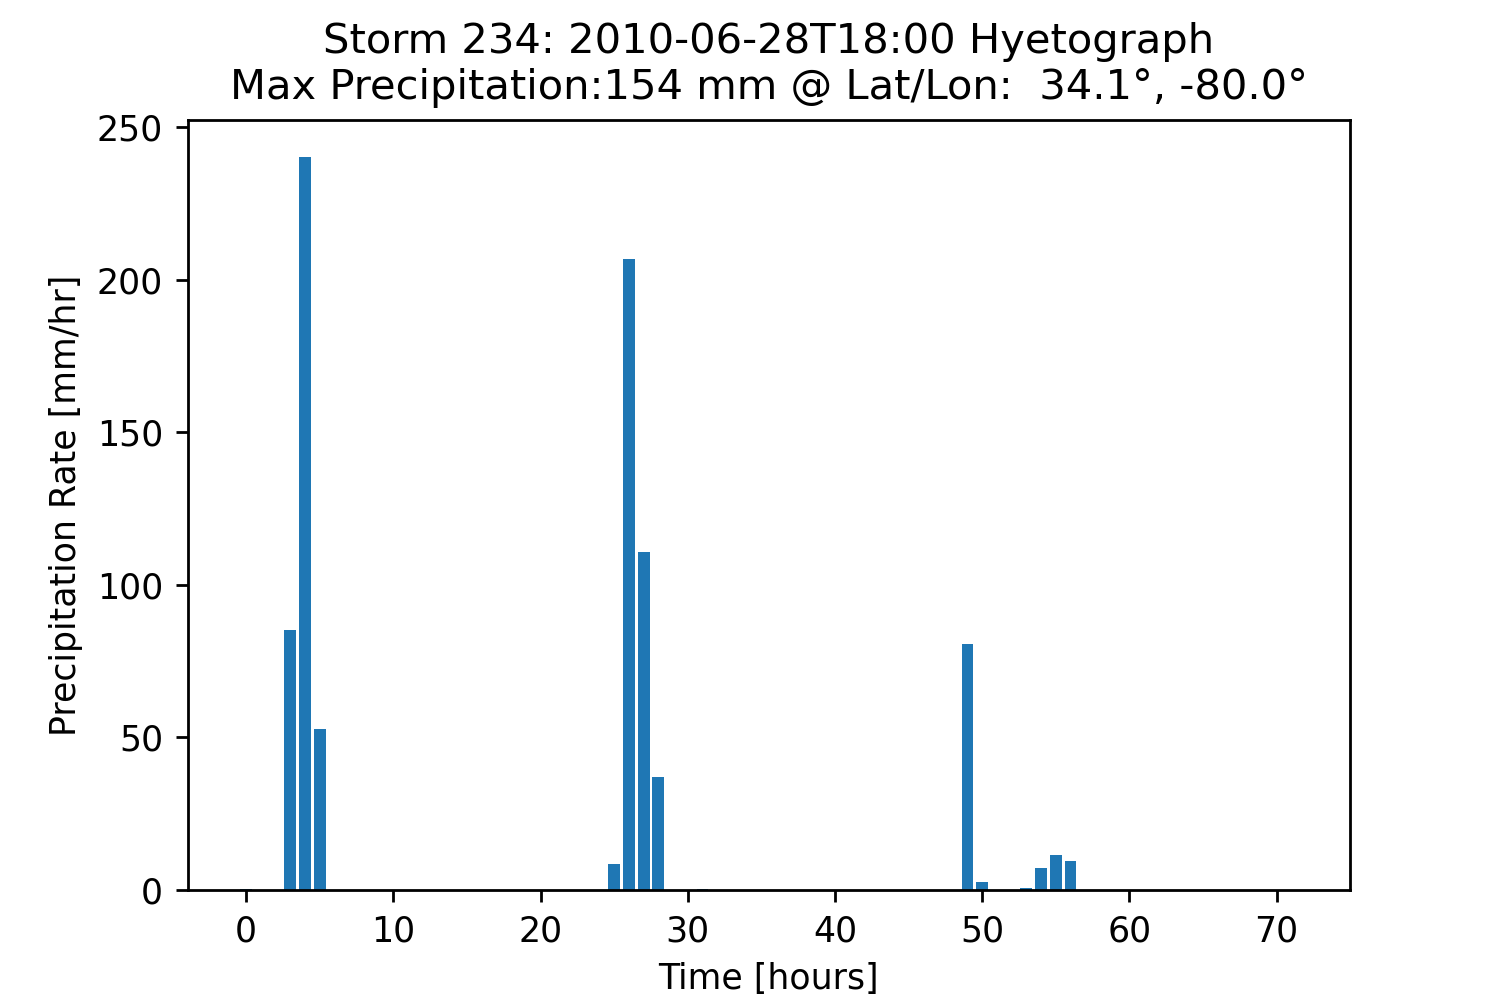 Storm 234: 2010-06-28T18:00 Hyetograph
Max Precipitation:154 mm @ Lat/Lon:  34.1°, -80.0°
250
200
150
100
50
0
Precipitation Rate [mm/hr]
0 10 20 30 40 50 60 70
Time [hours]